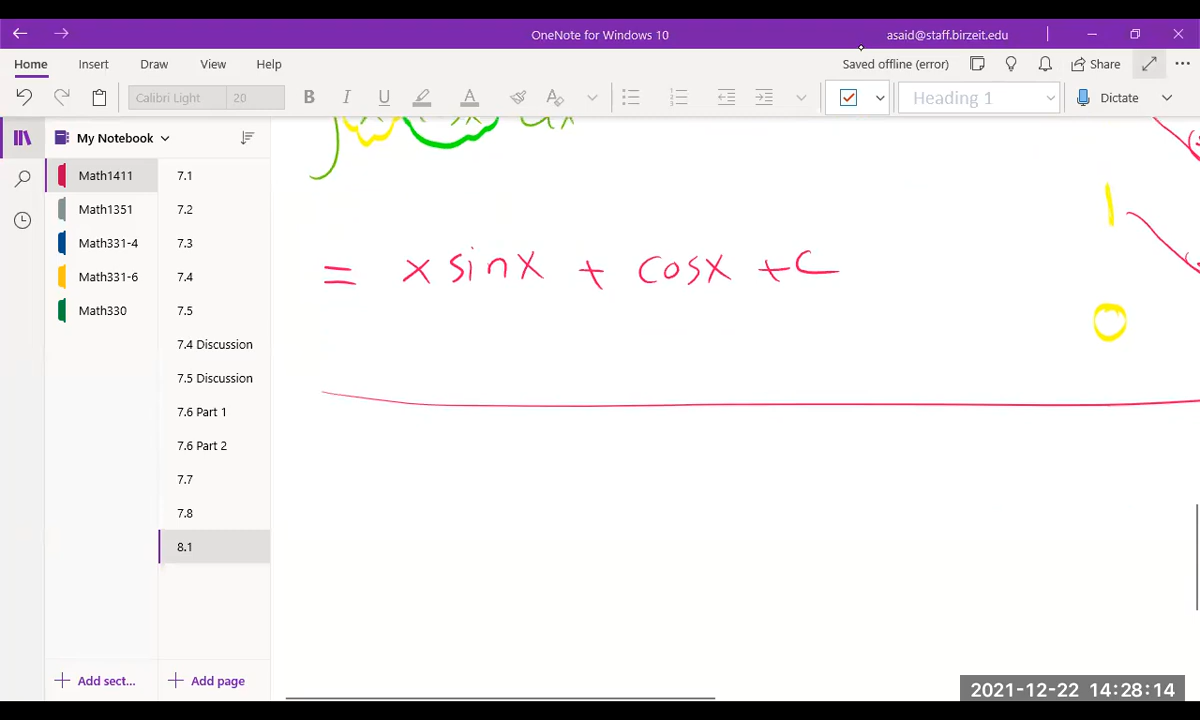 OneNote for Windows 10
asaid@staff.birzeit.edu
Home Insert Draw View Help
Saved offline (error)
Share
Calibri Light 20 B I U A
Heading 1
Dictate
My Notebook
Math1411
Math1351
Math331-4
Math331-6
Math330
7.1
7.2
7.3
7.4
7.5
7.4 Discussion
7.5 Discussion
7.6 Part 1
7.6 Part 2
7.7
7.8
8.1
= x sinx + cosx + C
1
0
+ Add sect...
+ Add page
2021-12-22 14:28:14